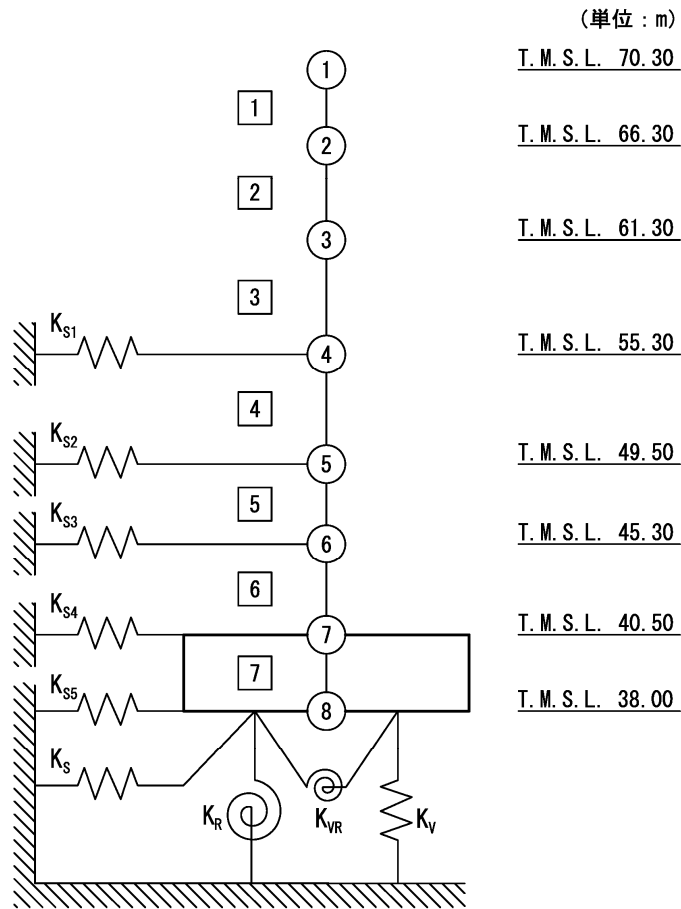 (単位：m)
① T.M.S.L. 70.30
1
② T.M.S.L. 66.30
2
③ T.M.S.L. 61.30
3
K_S1 ④ T.M.S.L. 55.30
4
K_S2 ⑤ T.M.S.L. 49.50
5
K_S3 ⑥ T.M.S.L. 45.30
6
K_S4 ⑦ T.M.S.L. 40.50
7
K_S5 ⑧ T.M.S.L. 38.00
K_S
K_R K_VR K_V